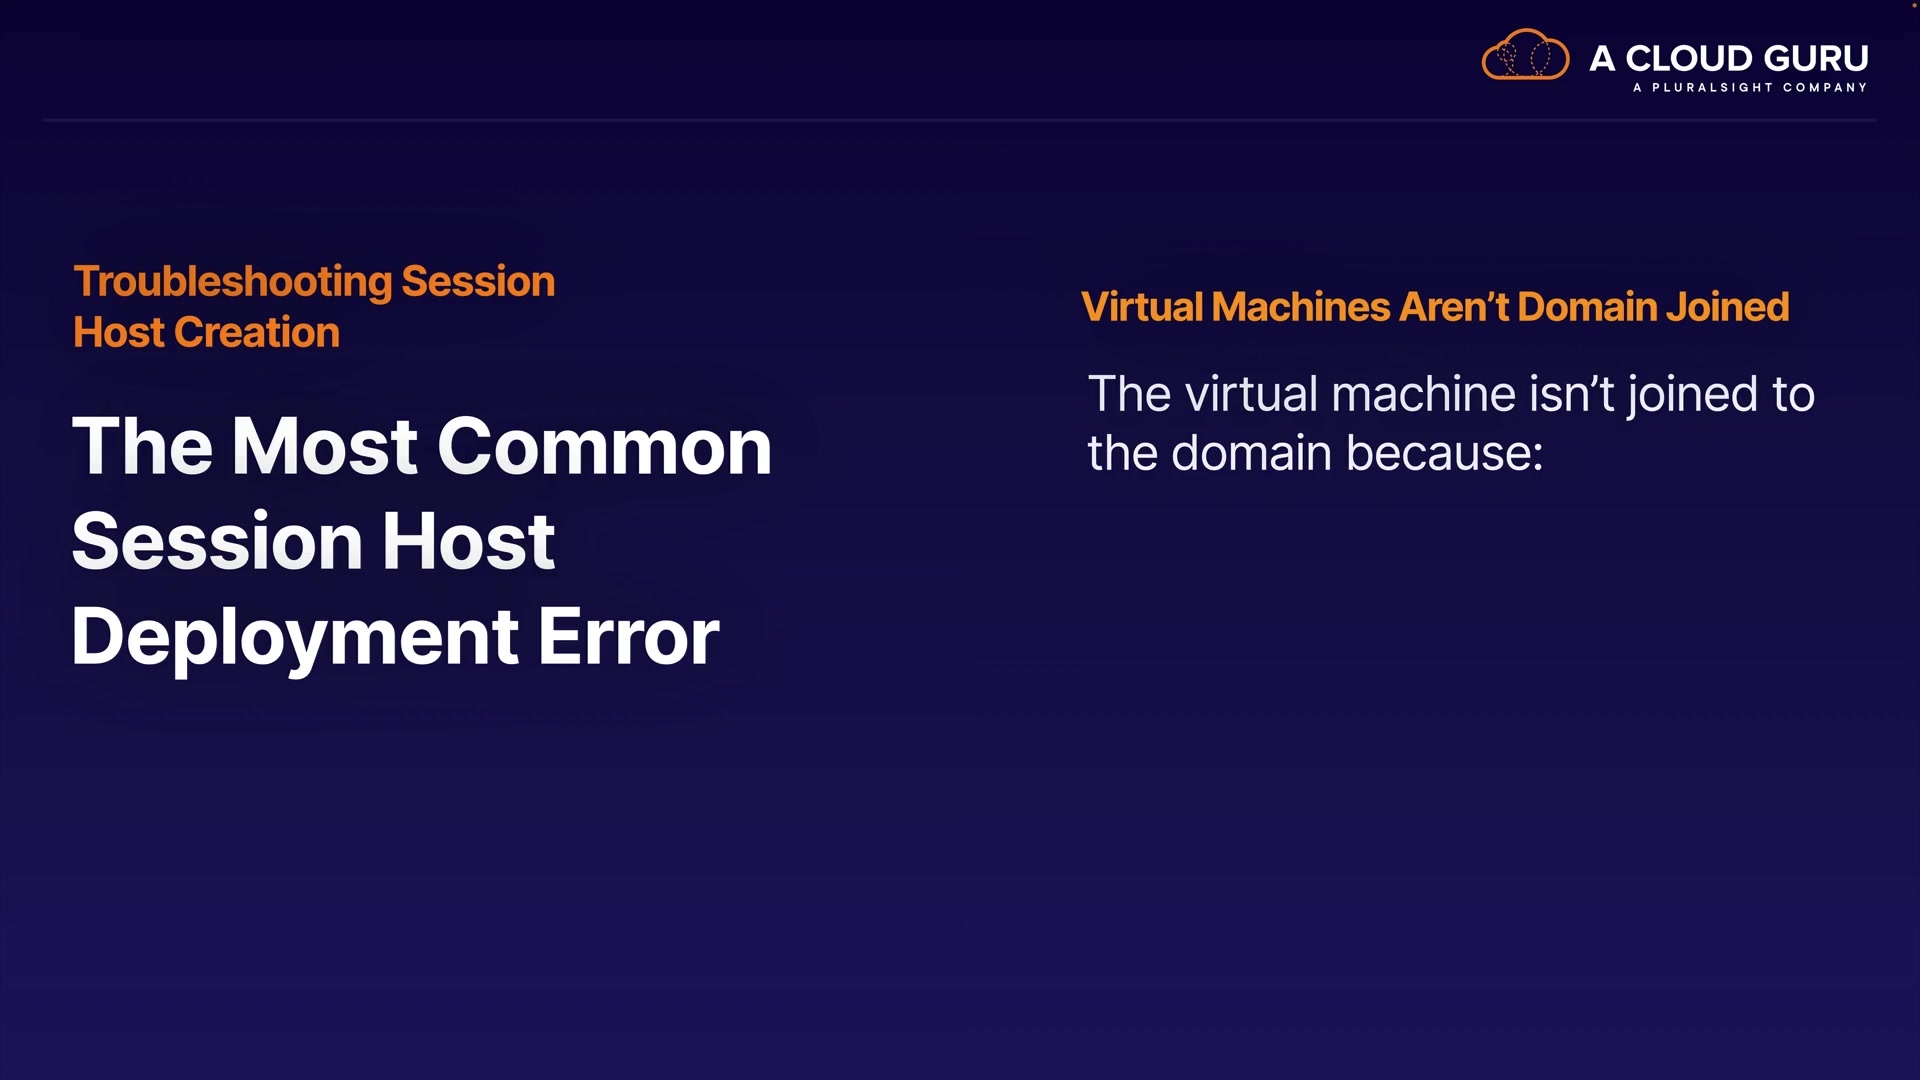 A CLOUD GURU
A PLURALSIGHT COMPANY
Troubleshooting Session
Host Creation
The Most Common
Session Host
Deployment Error
Virtual Machines Aren’t Domain Joined
The virtual machine isn’t joined to
the domain because: